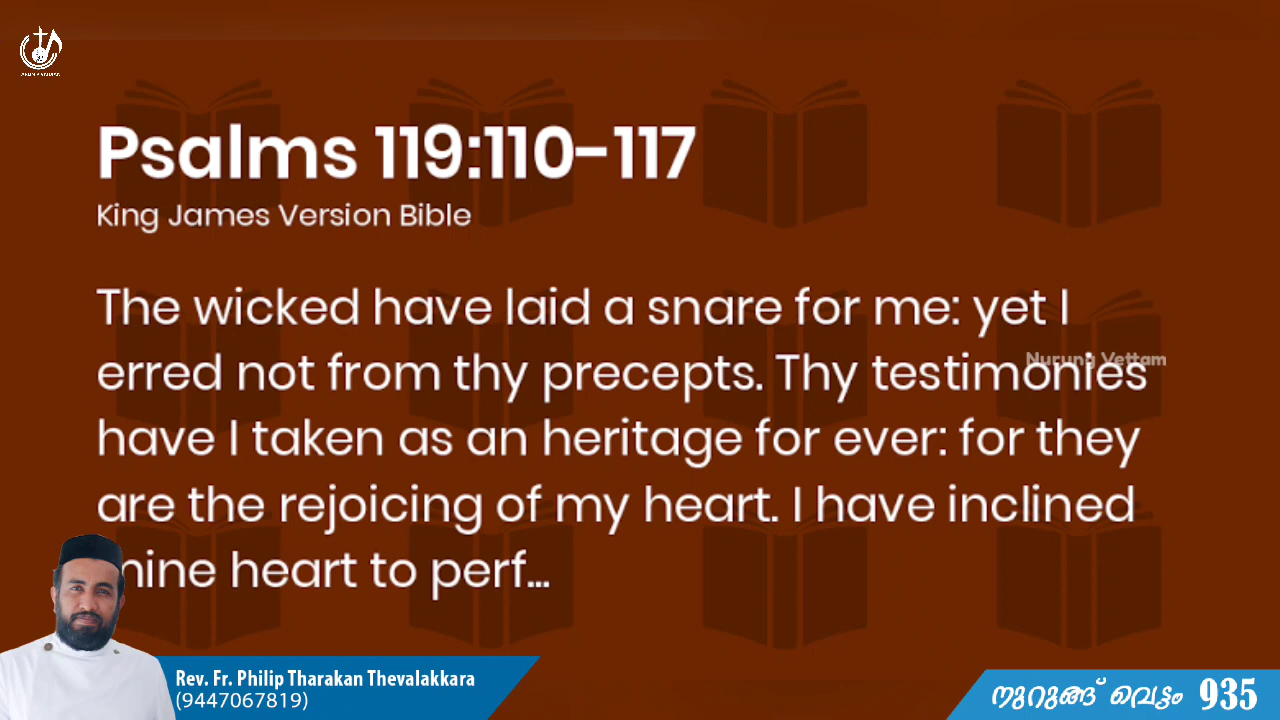 Psalms 119:110-117
King James Version Bible
The wicked have laid a snare for me: yet I
erred not from thy precepts. Thy testimonies
Nurung Vettam
have I taken as an heritage for ever: for they
are the rejoicing of my heart. I have inclined
mine heart to perf...
Rev. Fr. Philip Tharakan Thevalakkara
(9447067819)
നുറുങ്ങ് വെട്ടം 935